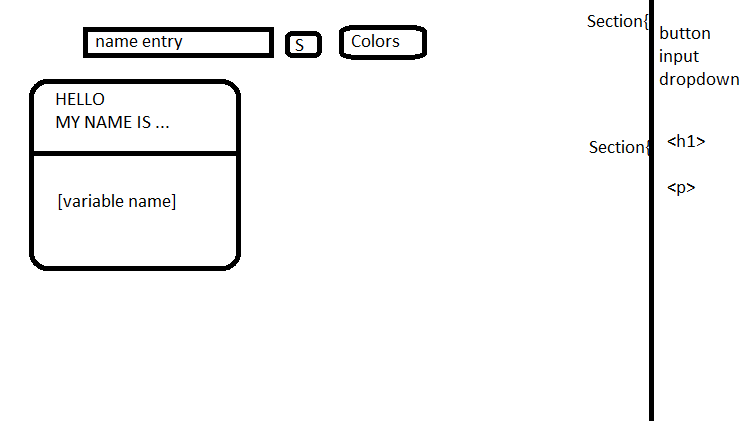 name entry
S
Colors
HELLO
MY NAME IS ...
[variable name]
Section{
button
input
dropdown
Section{
<h1>
<p>